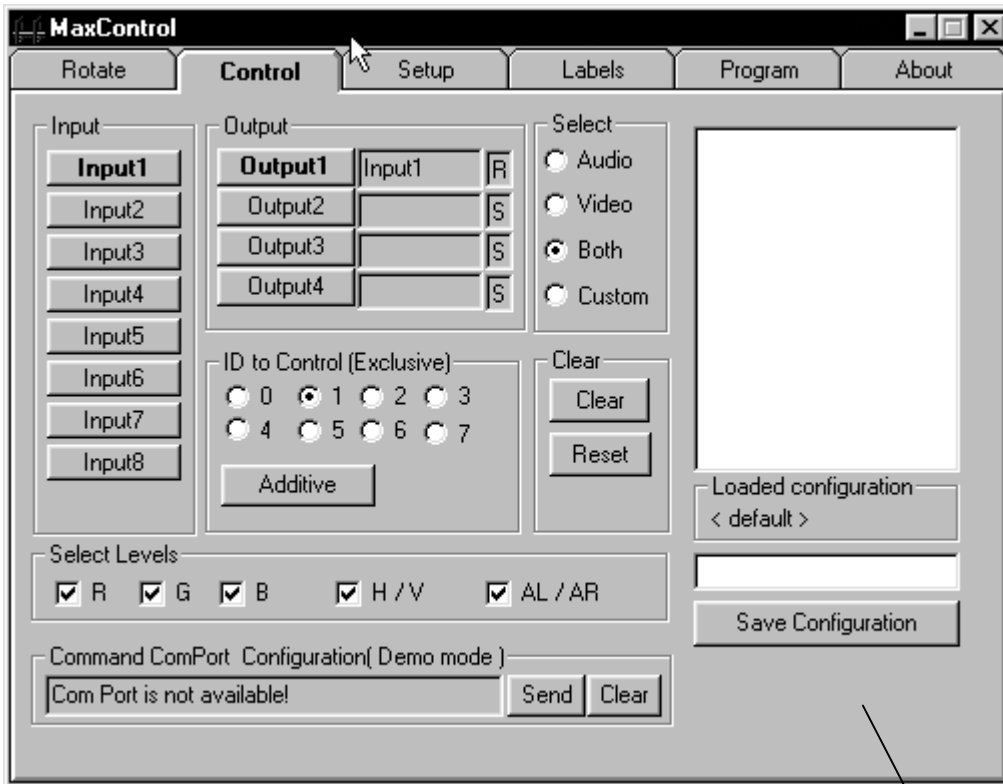 MaxControl
Rotate Control Setup Labels Program About
Input
Input1
Input2
Input3
Input4
Input5
Input6
Input7
Input8
Output
Output1 Input1 R
Output2 S
Output3 S
Output4 S
Select
Audio
Video
Both
Custom
ID to Control (Exclusive)
0 1 2 3
4 5 6 7
Additive
Clear
Clear
Reset
Loaded configuration
< default >
Save Configuration
Select Levels
R G B H / V AL / AR
Command ComPort Configuration( Demo mode )
Com Port is not available! Send Clear